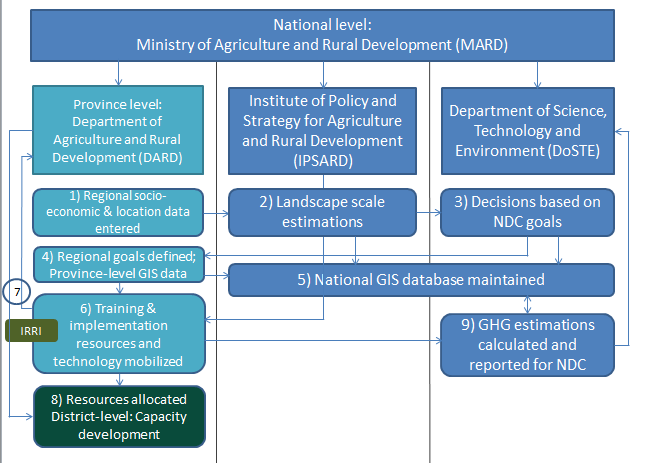 National level:
Ministry of Agriculture and Rural Development (MARD)
Province level:
Department of
Agriculture and Rural
Development (DARD)
Institute of Policy and
Strategy for Agriculture
and Rural Development
(IPSARD)
Department of Science,
Technology and
Environment (DoSTE)
1) Regional socio-
economic & location data
entered
2) Landscape scale
estimations
3) Decisions based on
NDC goals
4) Regional goals defined;
Province-level GIS data
5) National GIS database maintained
7
6) Training &
implementation
resources and
technology mobilized
IRRI
9) GHG estimations
calculated and
reported for NDC
8) Resources allocated
District-level: Capacity
development